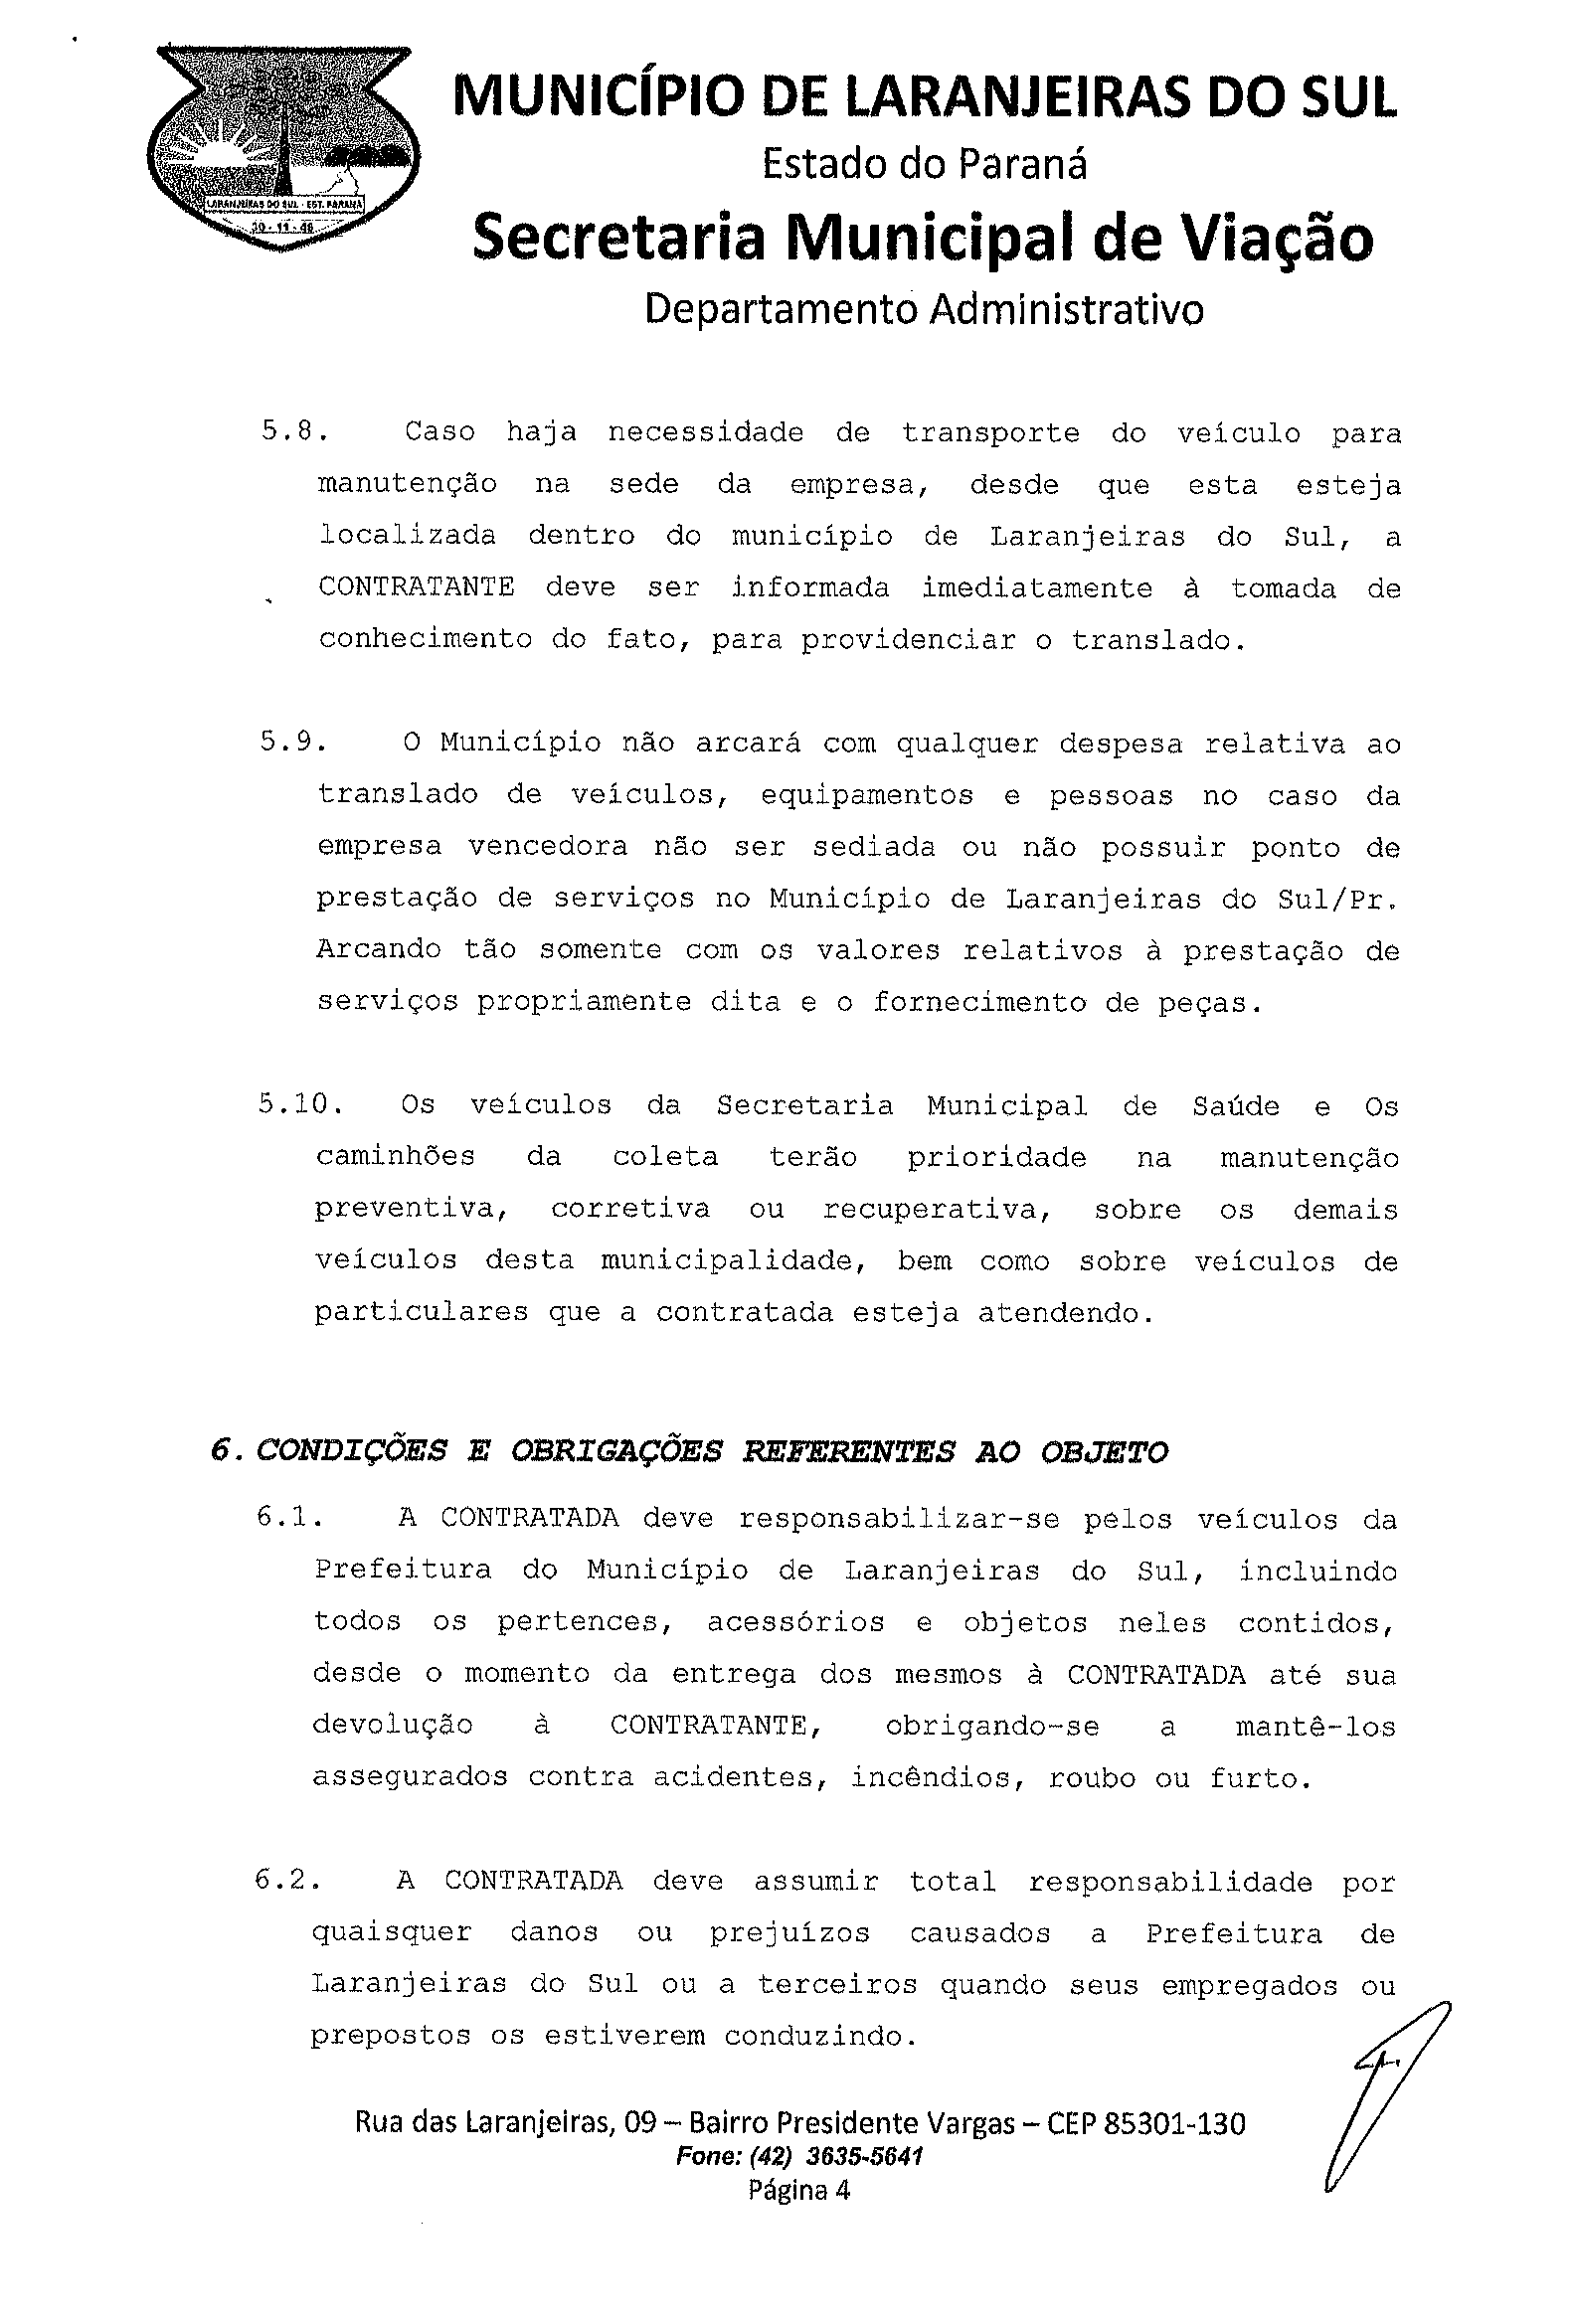 MUNICÍPIO DE LARANJEIRAS DO SUL
Estado do Paraná
Secretaria Municipal de Viação
Departamento Administrativo
LARANJEIRAS DO SUL - EST. PARANÁ
30 - 11 - 46
5.8. Caso haja necessidade de transporte do veículo para
manutenção na sede da empresa, desde que esta esteja
localizada dentro do município de Laranjeiras do Sul, a
CONTRATANTE deve ser informada imediatamente à tomada de
conhecimento do fato, para providenciar o translado.
5.9. O Município não arcará com qualquer despesa relativa ao
translado de veículos, equipamentos e pessoas no caso da
empresa vencedora não ser sediada ou não possuir ponto de
prestação de serviços no Município de Laranjeiras do Sul/Pr.
Arcando tão somente com os valores relativos à prestação de
serviços propriamente dita e o fornecimento de peças.
5.10. Os veículos da Secretaria Municipal de Saúde e Os
caminhões da coleta terão prioridade na manutenção
preventiva, corretiva ou recuperativa, sobre os demais
veículos desta municipalidade, bem como sobre veículos de
particulares que a contratada esteja atendendo.
6. CONDIÇÕES E OBRIGAÇÕES REFERENTES AO OBJETO
6.1. A CONTRATADA deve responsabilizar-se pelos veículos da
Prefeitura do Município de Laranjeiras do Sul, incluindo
todos os pertences, acessórios e objetos neles contidos,
desde o momento da entrega dos mesmos à CONTRATADA até sua
devolução à CONTRATANTE, obrigando-se a mantê-los
assegurados contra acidentes, incêndios, roubo ou furto.
6.2. A CONTRATADA deve assumir total responsabilidade por
quaisquer danos ou prejuízos causados a Prefeitura de
Laranjeiras do Sul ou a terceiros quando seus empregados ou
prepostos os estiverem conduzindo.
Rua das Laranjeiras, 09 – Bairro Presidente Vargas – CEP 85301-130
Fone: (42) 3635-5641
Página 4